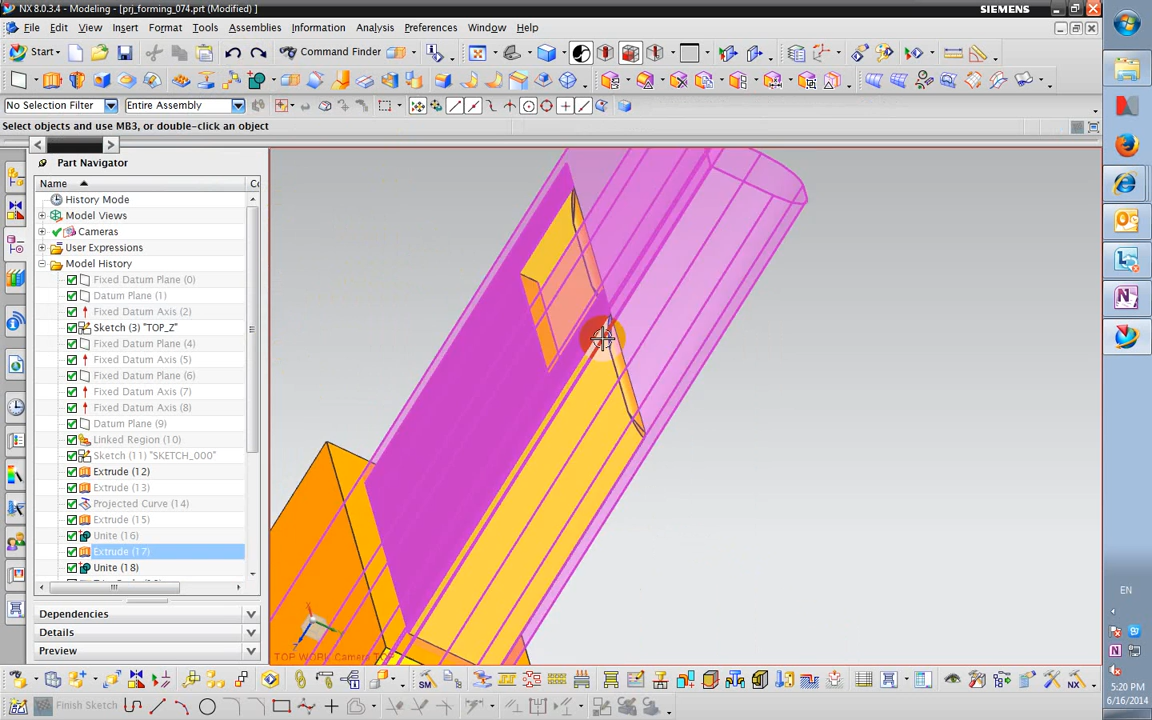 NX 8.0.3.4 - Modeling - [prj_forming_074.prt (Modified) ]
SIEMENS
File Edit View Insert Format Tools Assemblies Information Analysis Preferences Window Help
Start Command Finder
No Selection Filter Entire Assembly
Select objects and use MB3, or double-click an object
Part Navigator
Name
History Mode
Model Views
Cameras
User Expressions
Model History
Fixed Datum Plane (0)
Datum Plane (1)
Fixed Datum Axis (2)
Sketch (3) "TOP_Z"
Fixed Datum Plane (4)
Fixed Datum Axis (5)
Fixed Datum Plane (6)
Fixed Datum Axis (7)
Fixed Datum Axis (8)
Datum Plane (9)
Linked Region (10)
Sketch (11) "SKETCH_000"
Extrude (12)
Extrude (13)
Projected Curve (14)
Extrude (15)
Unite (16)
Extrude (17)
Unite (18)
Dependencies
Details
Preview
TOP WORK Camera
Finish Sketch
EN
5:20 PM
6/16/2014